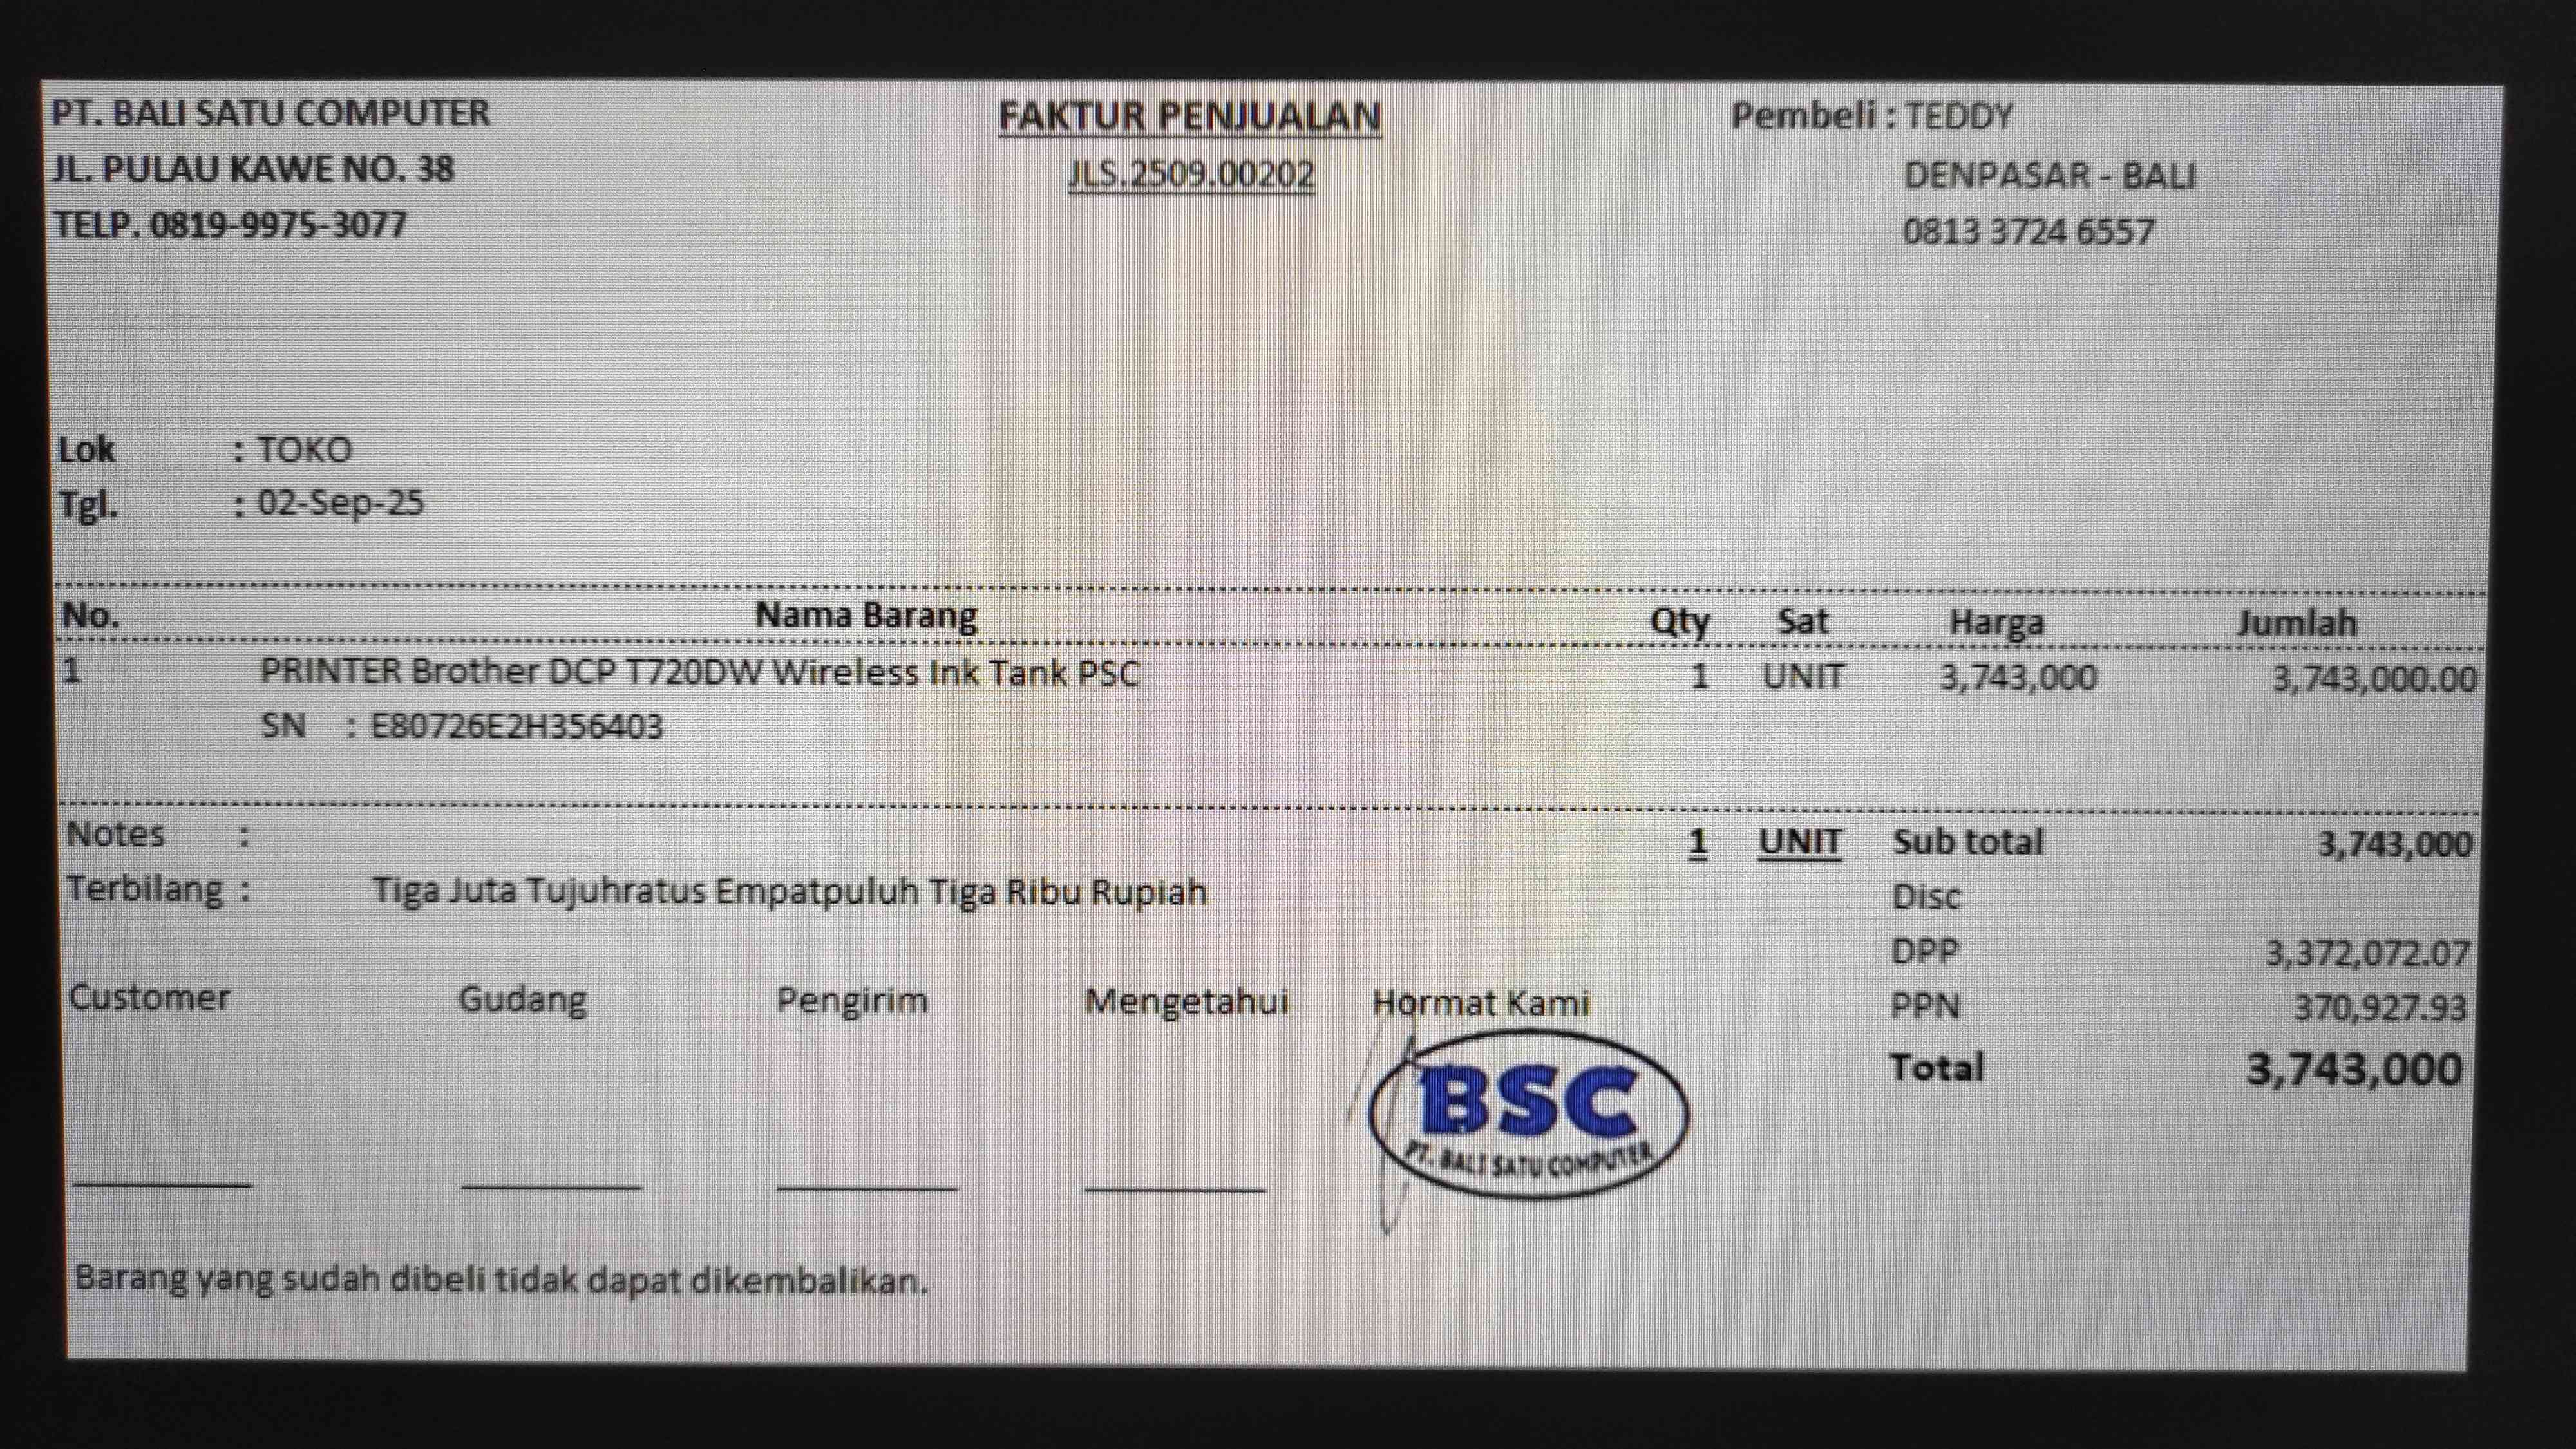 PT. BALI SATU COMPUTER
JL. PULAU KAWE NO. 38
TELP. 0819-9975-3077
FAKTUR PENJUALAN
JLS.2509.00202
Pembeli : TEDDY
DENPASAR - BALI
0813 3724 6557
Lok : TOKO
Tgl. : 02-Sep-25
No. Nama Barang Qty Sat Harga Jumlah
1 PRINTER Brother DCP T720DW Wireless Ink Tank PSC 1 UNIT 3,743,000 3,743,000.00
SN : E80726E2H356403
Notes : 1 UNIT Sub total 3,743,000
Terbilang : Tiga Juta Tujuhratus Empatpuluh Tiga Ribu Rupiah Disc
DPP 3,372,072.07
Customer Gudang Pengirim Mengetahui Hormat Kami PPN 370,927.93
Total 3,743,000
BSC
PT. BALI SATU COMPUTER
Barang yang sudah dibeli tidak dapat dikembalikan.